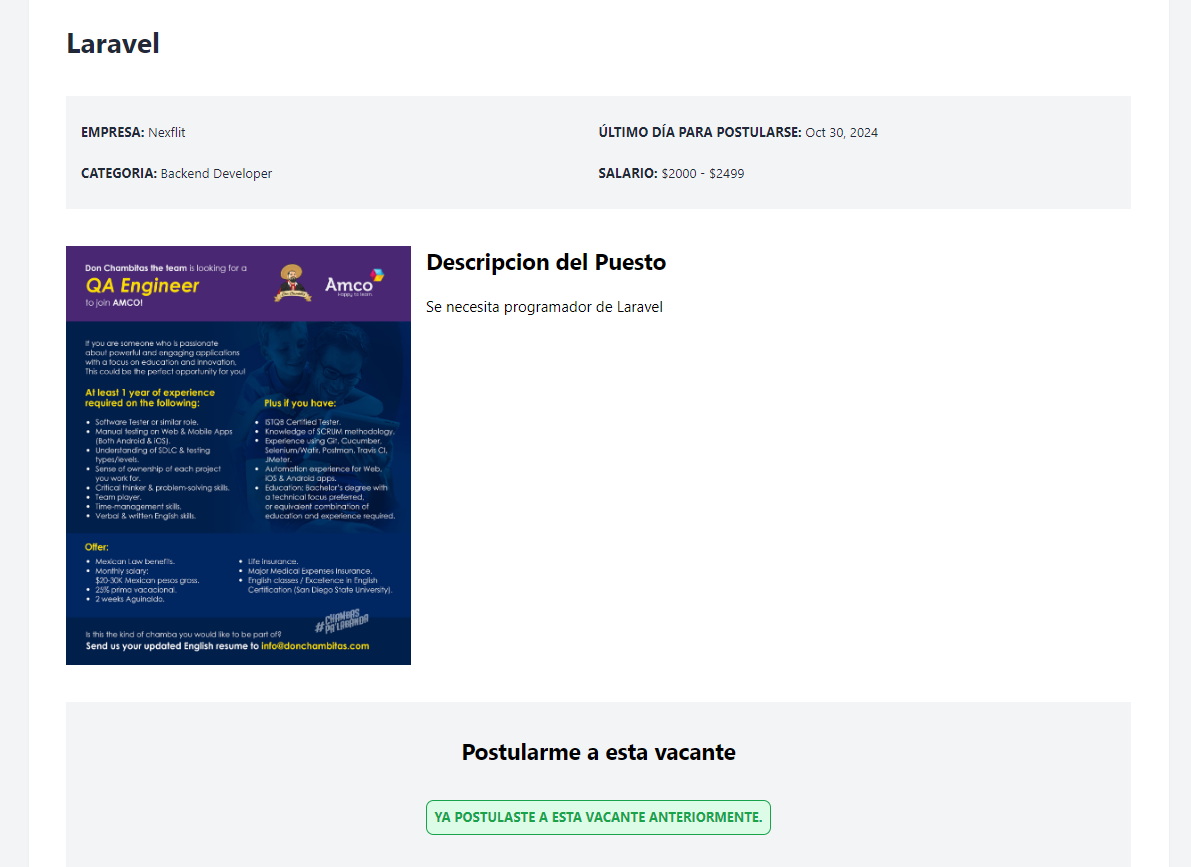 Laravel
EMPRESA: Nexflit
ÚLTIMO DÍA PARA POSTULARSE: Oct 30, 2024
CATEGORIA: Backend Developer
SALARIO: $2000 - $2499
Don Chambitas the team is looking for a
QA Engineer
to join AMCO!
Don Chambitas
Amco
Happy to learn.
If you are someone who is passionate
about powerful and engaging applications
with a focus on education and innovation,
This could be the perfect opportunity for you!
At least 1 year of experience
required on the following:
• Software Tester or similar role.
• Manual testing on Web & Mobile Apps
(Both Android & iOS).
• Understanding of SDLC & testing
types/levels.
• Sense of ownership of each project
you work for.
• Critical thinker & problem-solving skills.
• Team player.
• Time-management skills.
• Verbal & written English skills.
Plus if you have:
• ISTQB Certified Tester.
• Knowledge of SCRUM methodology.
• Experience using Git, Cucumber,
Selenium/Watir, Postman, Travis CI,
JMeter.
• Automation experience for Web,
iOS & Android apps.
• Education: Bachelor's degree with
a technical focus preferred,
or equivalent combination of
education and experience required.
Offer:
• Mexican Law benefits.
• Monthly salary:
$20-30K Mexican pesos gross.
• 25% prima vacacional.
• 2 weeks Aguinaldo.
• Life Insurance.
• Major Medical Expenses Insurance.
• English classes / Excellence in English
Certification (San Diego State University).
#CHAMBAS
PA'LABANDA
Is this the kind of chamba you would like to be part of?
Send us your updated English resume to info@donchambitas.com
Descripcion del Puesto
Se necesita programador de Laravel
Postularme a esta vacante
YA POSTULASTE A ESTA VACANTE ANTERIORMENTE.